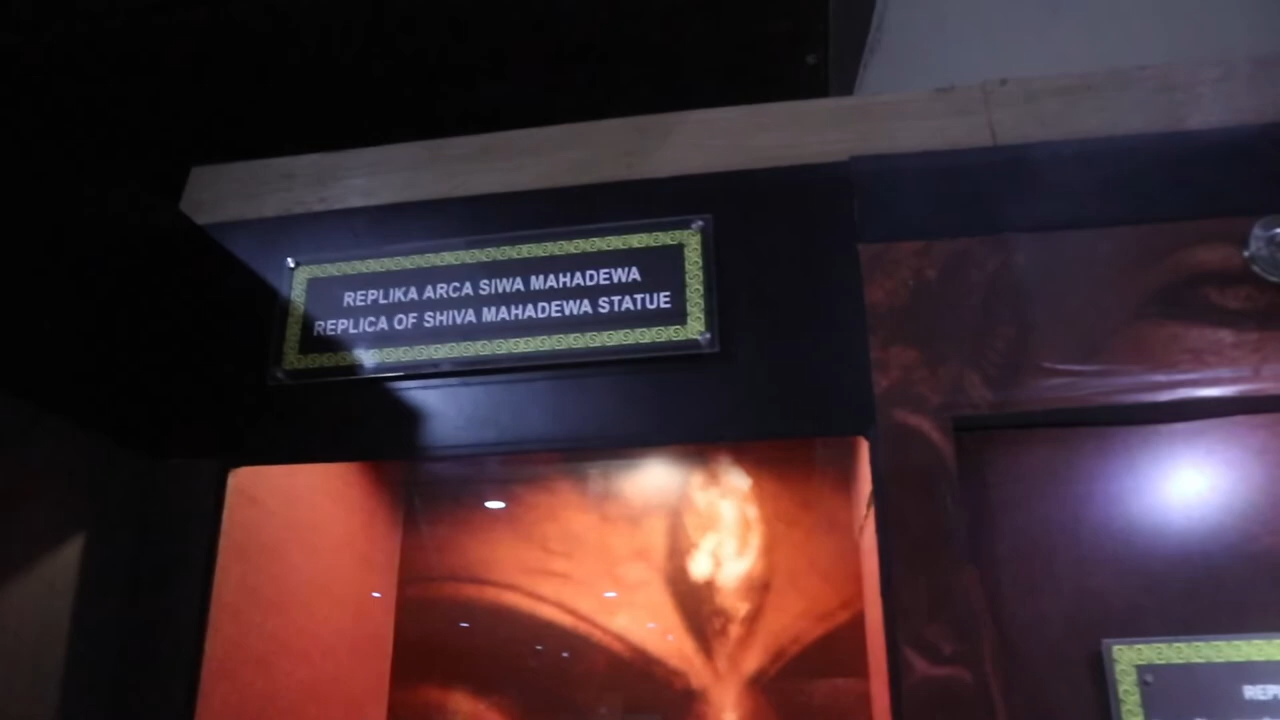 REPLIKA ARCA SIWA MAHADEWA
REPLICA OF SHIVA MAHADEWA STATUE